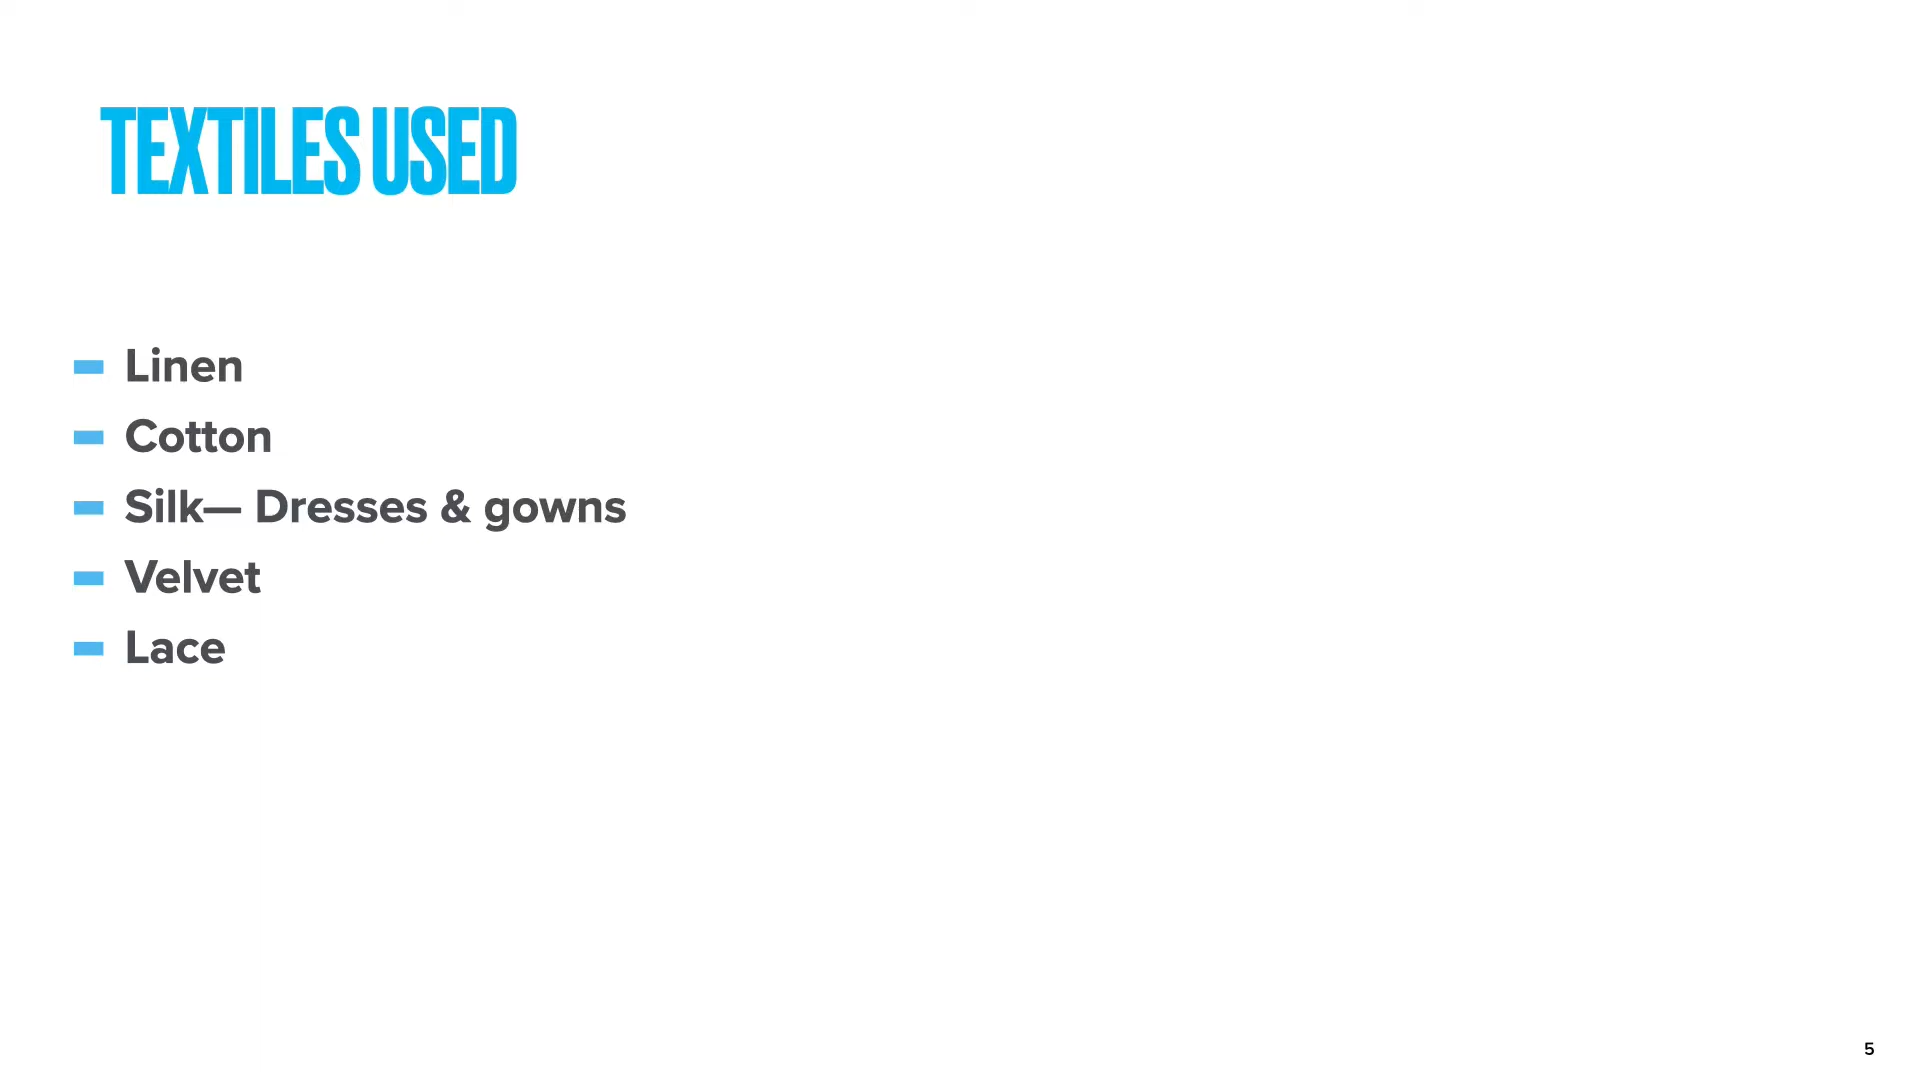 TEXTILES USED
Linen
Cotton
Silk— Dresses & gowns
Velvet
Lace
5